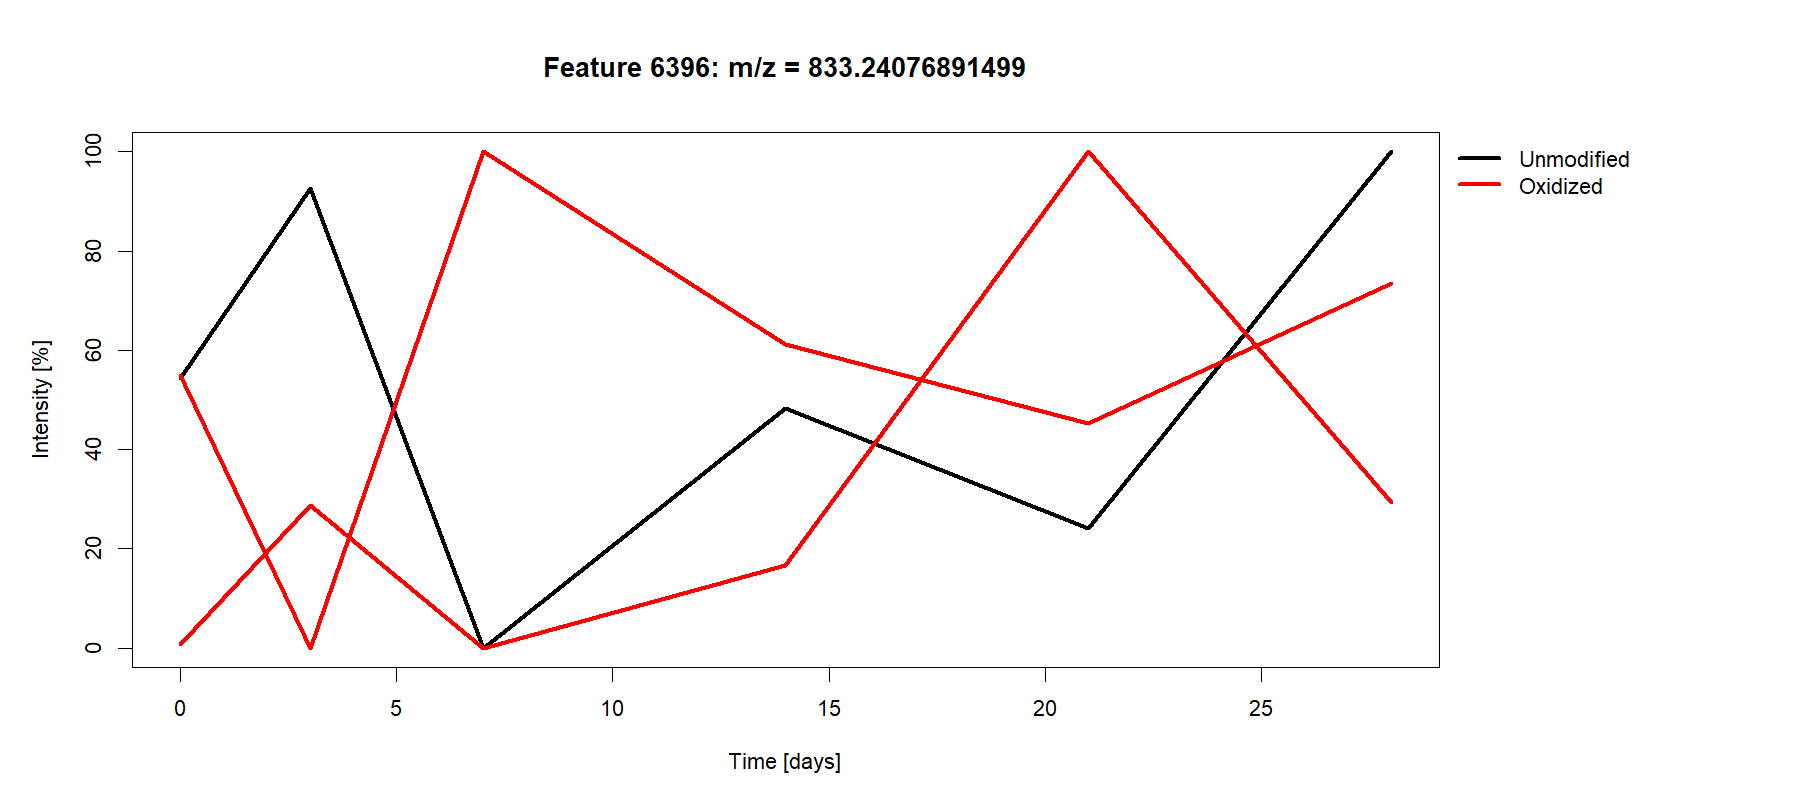 Feature 6396: m/z = 833.24076891499
Unmodified
Oxidized
Intensity [%]
100
80
60
40
20
0
0 5 10 15 20 25
Time [days]